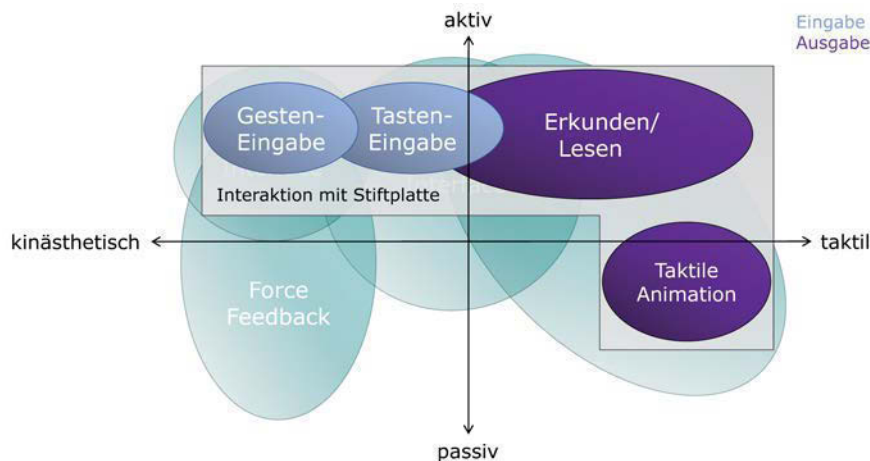 aktiv
Eingabe
Ausgabe
Gesten-
Eingabe
Tasten-
Eingabe
Erkunden/
Lesen
Interaktion mit Stiftplatte
kinästhetisch
taktil
Force
Feedback
Taktile
Animation
passiv